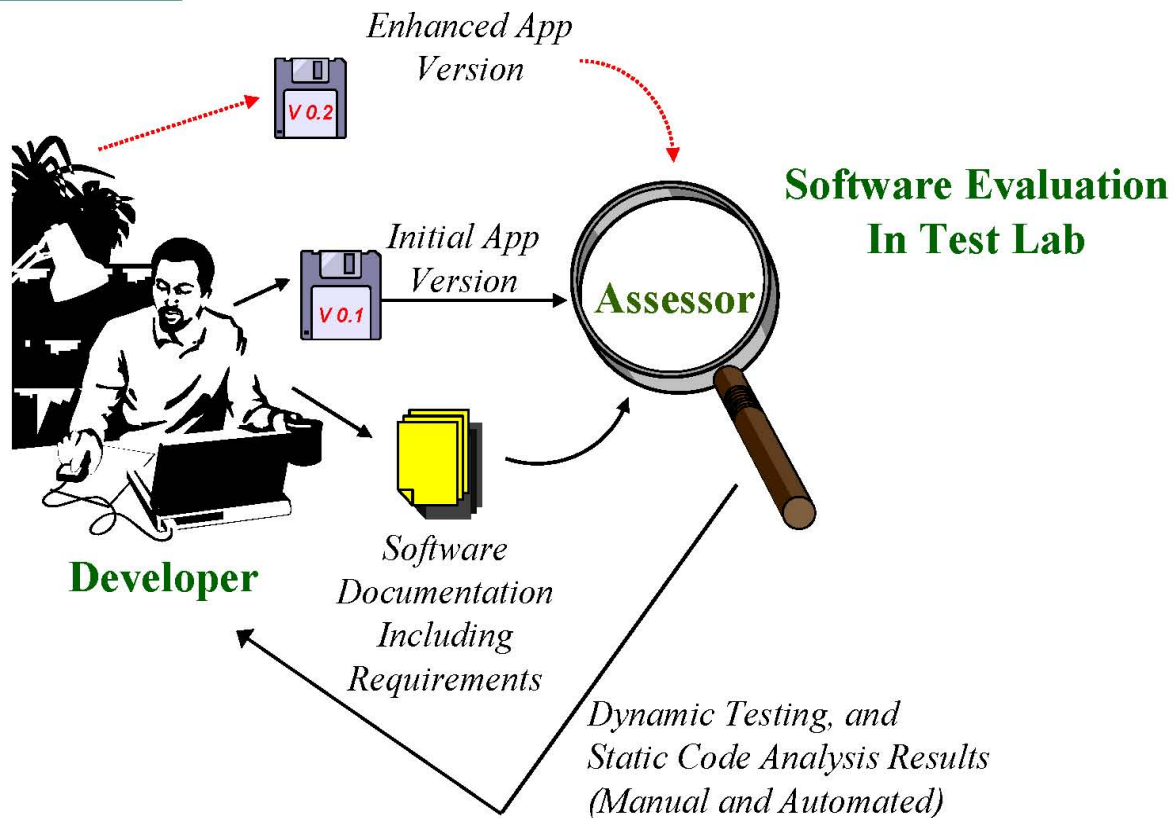 Enhanced App
Version
V 0.2
Software Evaluation
In Test Lab
Initial App
Version
V 0.1
Assessor
Developer
Software
Documentation
Including
Requirements
Dynamic Testing, and
Static Code Analysis Results
(Manual and Automated)